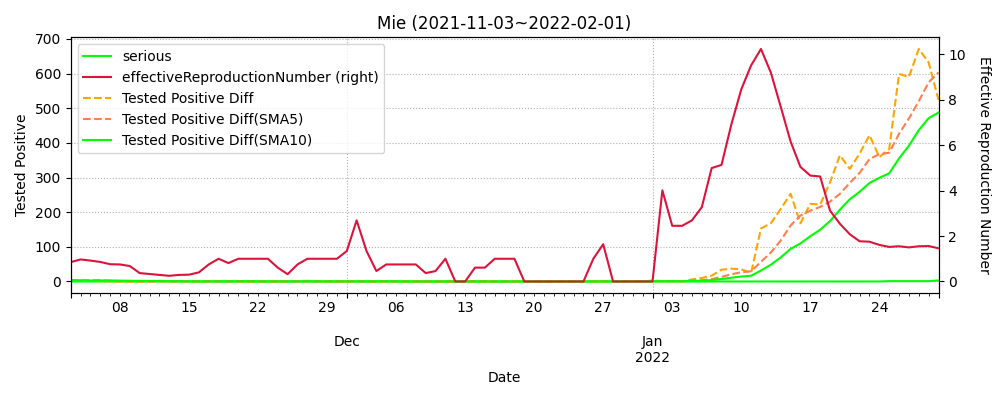 Mie (2021-11-03~2022-02-01)
serious
effectiveReproductionNumber (right)
Tested Positive Diff
Tested Positive Diff(SMA5)
Tested Positive Diff(SMA10)
Tested Positive
700
600
500
400
300
200
100
0
Effective Reproduction Number
10
8
6
4
2
0
08 15 22 29 06 13 20 27 03 10 17 24
Dec Jan
2022
Date